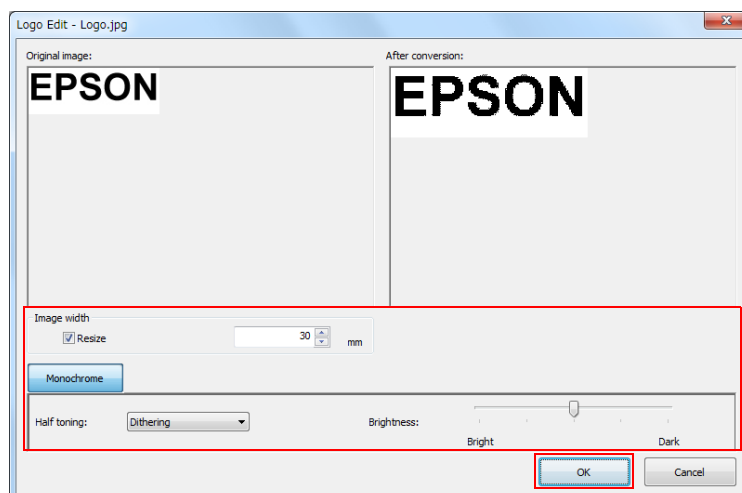 Logo Edit - Logo.jpg
Original image:
After conversion:
EPSON
EPSON
Image width
Resize
30
mm
Monochrome
Half toning:
Dithering
Brightness:
Bright
Dark
OK
Cancel